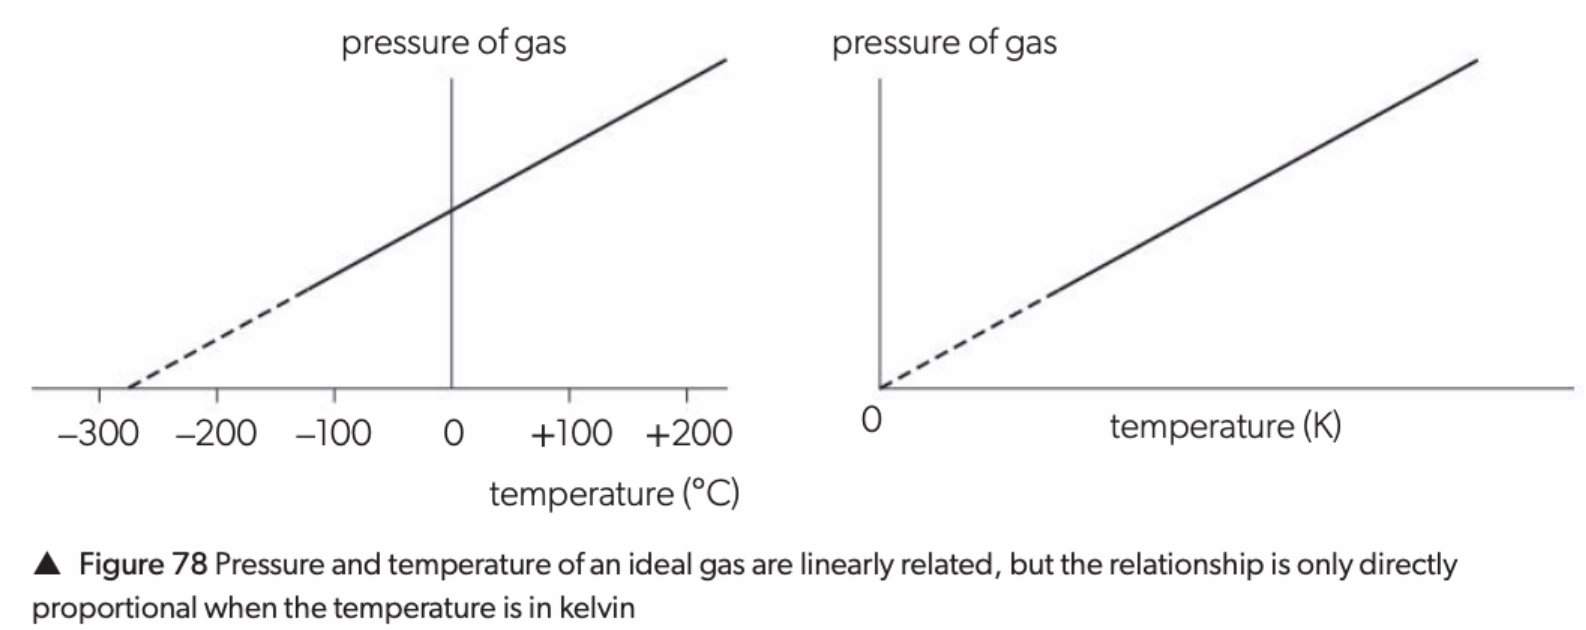 pressure of gas
–300 –200 –100 0 +100 +200
temperature (°C)
pressure of gas
0
temperature (K)
▲ Figure 78 Pressure and temperature of an ideal gas are linearly related, but the relationship is only directly
proportional when the temperature is in kelvin